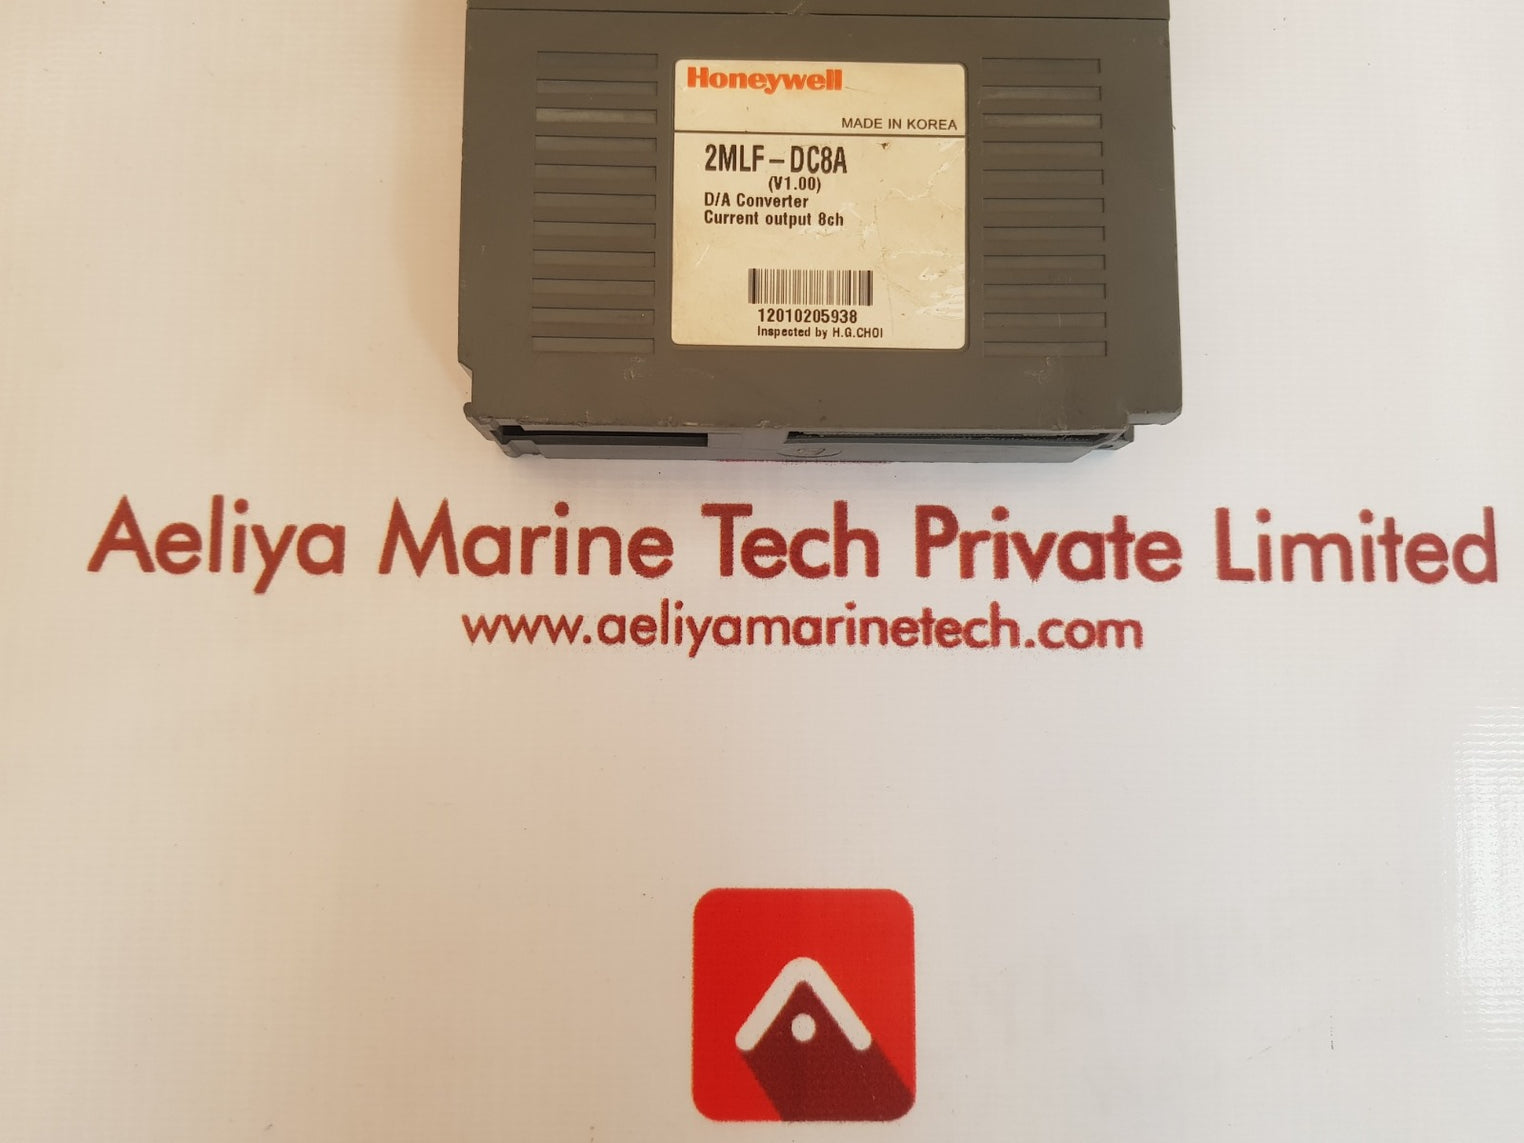 Honeywell
MADE IN KOREA
2MLF-DC8A
(V1.00)
D/A Converter
Current output 8ch
12010205938
Inspected by H.G.CHOI
Aeliya Marine Tech Private Limited
www.aeliyamarinetech.com